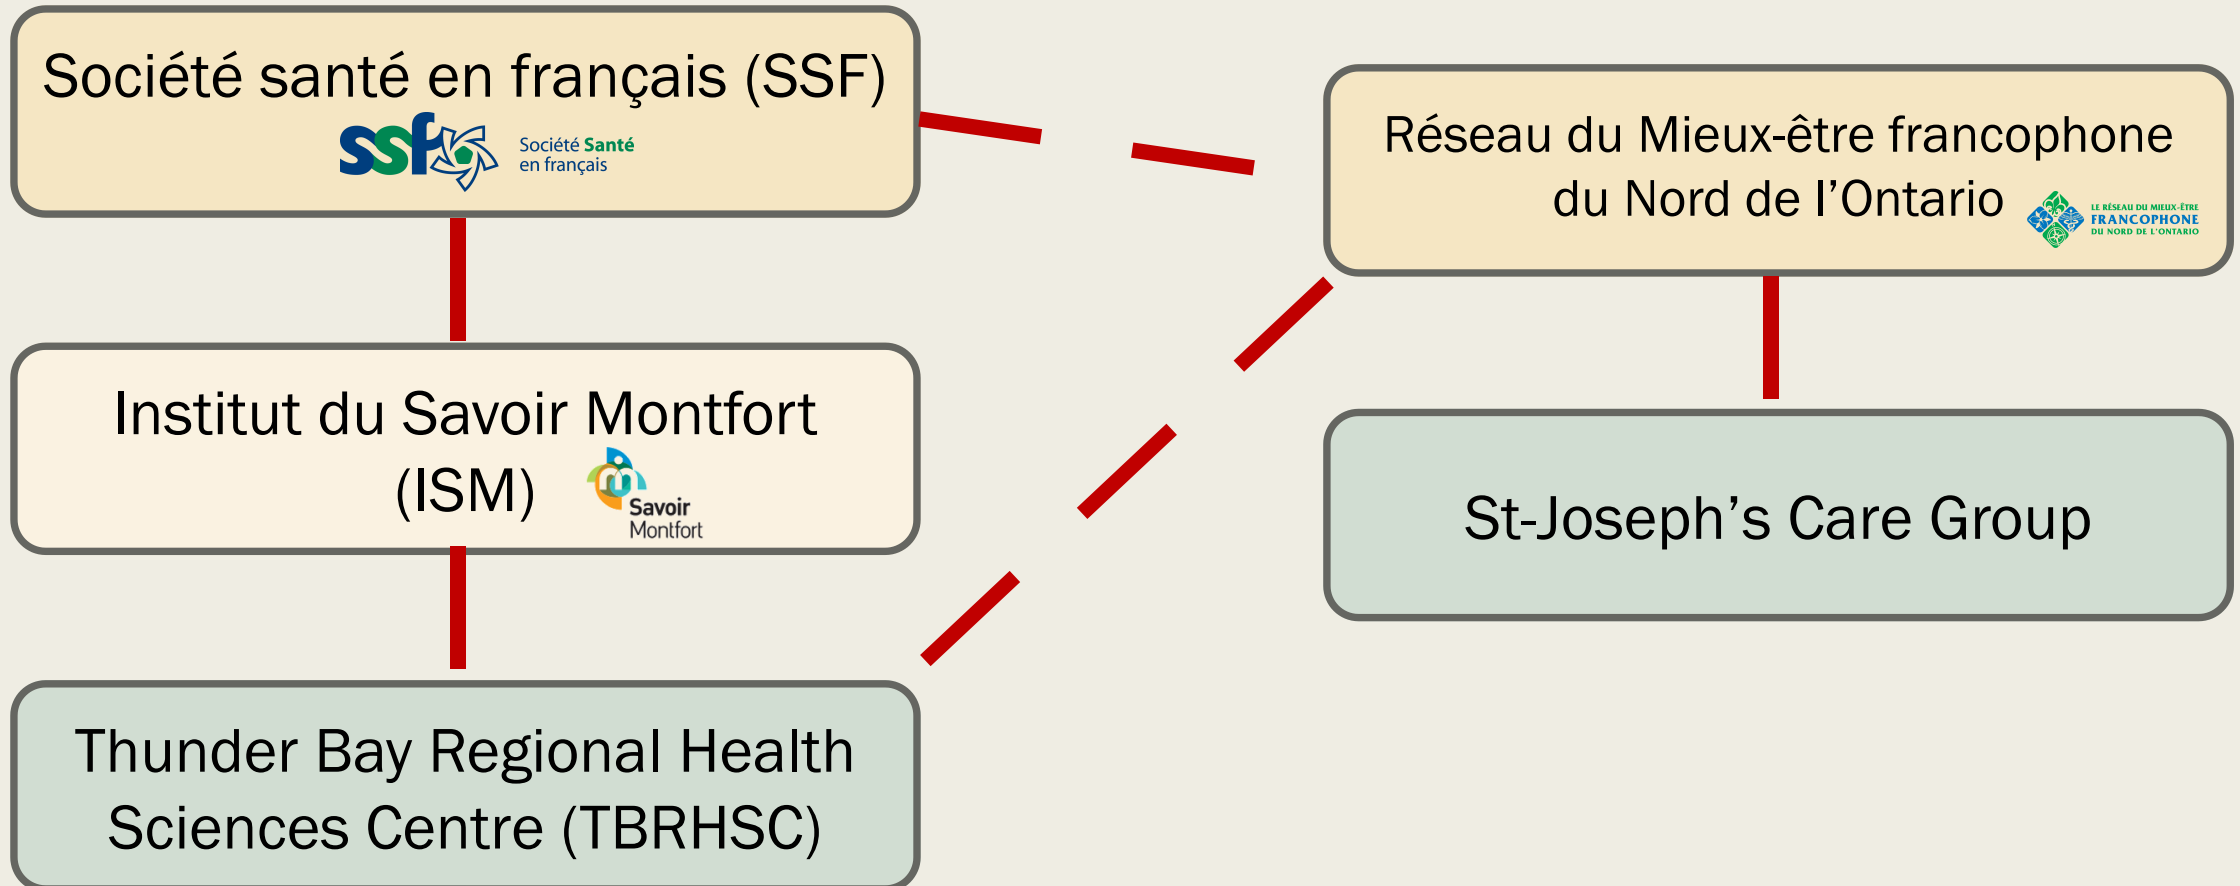 Société santé en français (SSF)
ssf
Société Santé
en français
Réseau du Mieux-être francophone
du Nord de l’Ontario
LE RÉSEAU DU MIEUX-ÊTRE
FRANCOPHONE
DU NORD DE L'ONTARIO
Institut du Savoir Montfort
(ISM)
Savoir
Montfort
St-Joseph’s Care Group
Thunder Bay Regional Health
Sciences Centre (TBRHSC)